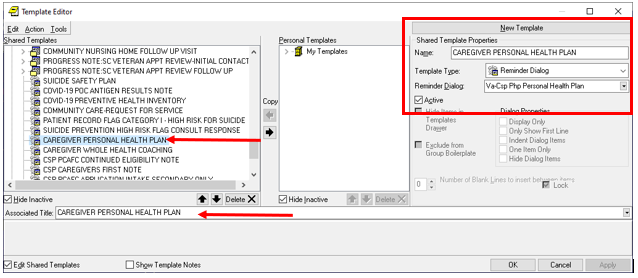 Template Editor
Edit Action Tools
New Template
Shared Templates
Personal Templates
Shared Template Properties
COMMUNITY NURSING HOME FOLLOW UP VISIT
PROGRESS NOTE:SC VETERAN APPT REVIEW-INITIAL CONTACT
PROGRESS NOTE:SC VETERAN APPT REVIEW FOLLOW UP
SUICIDE SAFETY PLAN
COVID-19 POC ANTIGEN RESULTS NOTE
COVID-19 PREVENTIVE HEALTH INVENTORY
COMMUNITY CARE-REQUEST FOR SERVICE
PATIENT RECORD FLAG CATEGORY I - HIGH RISK FOR SUICIDE
SUICIDE PREVENTION HIGH RISK FLAG CONSULT RESPONSE
CAREGIVER PERSONAL HEALTH PLAN
CAREGIVER WHOLE HEALTH COACHING
CSP PCAFC CONTINUED ELIGIBILITY NOTE
CSP CAREGIVERS FIRST NOTE
CSP PCAFC APPLICATION INTAKE SECONDARY ONLY
Copy
My Templates
Name: CAREGIVER PERSONAL HEALTH PLAN
Template Type: Reminder Dialog
Reminder Dialog: Va-Csp Php Personal Health Plan
Active
Hide Items in Templates Drawer
Exclude from Group Boilerplate
Dialog Properties
Display Only
Only Show First Line
Indent Dialog Items
One Item Only
Hide Dialog Items
0 Number of Blank Lines to insert between items
Lock
Hide Inactive
Delete
Hide Inactive
Delete
Associated Title: CAREGIVER PERSONAL HEALTH PLAN
Edit Shared Templates
Show Template Notes
OK
Cancel
Apply